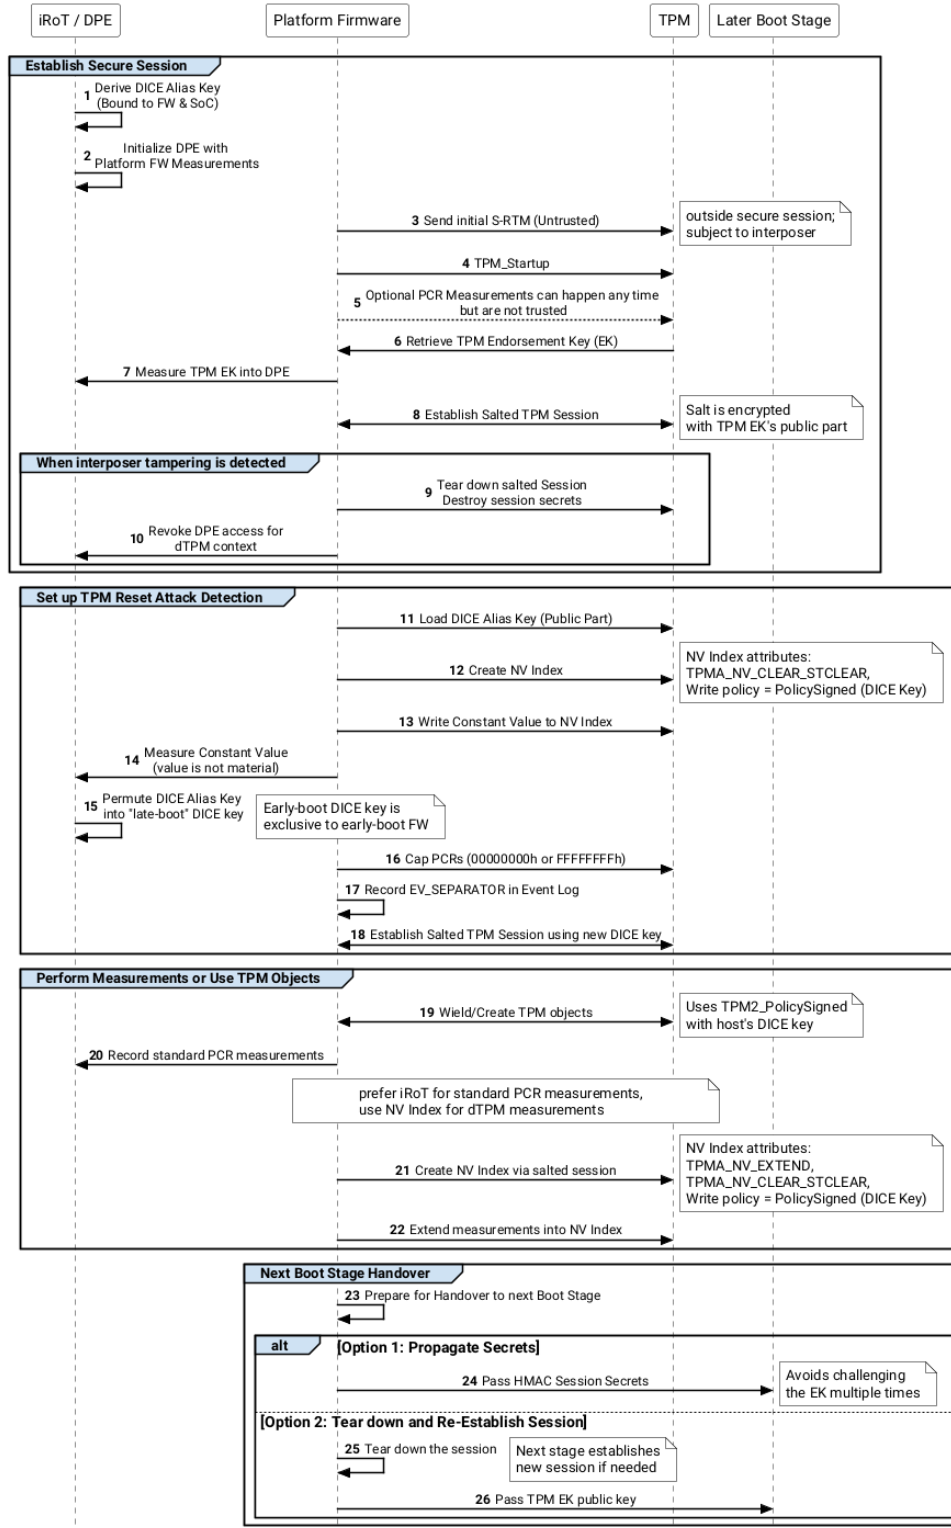 iRoT / DPE
Platform Firmware
TPM
Later Boot Stage
Establish Secure Session
1 Derive DICE Alias Key
(Bound to FW & SoC)
2 Initialize DPE with
Platform FW Measurements
3 Send initial S-RTM (Untrusted)
outside secure session;
subject to interposer
4 TPM_Startup
5 Optional PCR Measurements can happen any time
but are not trusted
6 Retrieve TPM Endorsement Key (EK)
7 Measure TPM EK into DPE
8 Establish Salted TPM Session
Salt is encrypted
with TPM EK's public part
When interposer tampering is detected
9 Tear down salted Session
Destroy session secrets
10 Revoke DPE access for
dTPM context
Set up TPM Reset Attack Detection
11 Load DICE Alias Key (Public Part)
12 Create NV Index
NV Index attributes:
TPMA_NV_CLEAR_STCLEAR,
Write policy = PolicySigned (DICE Key)
13 Write Constant Value to NV Index
14 Measure Constant Value
(value is not material)
15 Permute DICE Alias Key
into "late-boot" DICE key
Early-boot DICE key is
exclusive to early-boot FW
16 Cap PCRs (00000000h or FFFFFFFFh)
17 Record EV_SEPARATOR in Event Log
18 Establish Salted TPM Session using new DICE key
Perform Measurements or Use TPM Objects
19 Wield/Create TPM objects
Uses TPM2_PolicySigned
with host's DICE key
20 Record standard PCR measurements
prefer iRoT for standard PCR measurements,
use NV Index for dTPM measurements
21 Create NV Index via salted session
NV Index attributes:
TPMA_NV_EXTEND,
TPMA_NV_CLEAR_STCLEAR,
Write policy = PolicySigned (DICE Key)
22 Extend measurements into NV Index
Next Boot Stage Handover
23 Prepare for Handover to next Boot Stage
alt
[Option 1: Propagate Secrets]
24 Pass HMAC Session Secrets
Avoids challenging
the EK multiple times
[Option 2: Tear down and Re-Establish Session]
25 Tear down the session
Next stage establishes
new session if needed
26 Pass TPM EK public key